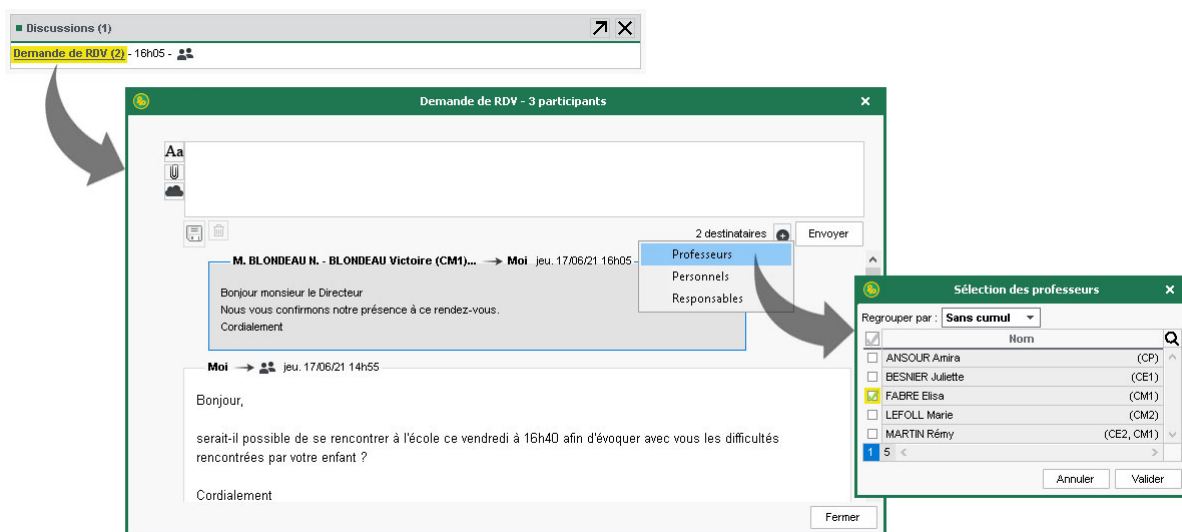 Discussions (1)
Demande de RDV (2) - 16h05 -
Demande de RDV - 3 participants
Aa
2 destinataires
Envoyer
Professeurs
Personnels
Responsables
M. BLONDEAU N. - BLONDEAU Victoire (CM1)... → Moi jeu. 17/06/21 16h05 -
Bonjour monsieur le Directeur
Nous vous confirmons notre présence à ce rendez-vous.
Cordialement
Moi → jeu. 17/06/21 14h55
Bonjour,
serait-il possible de se rencontrer à l'école ce vendredi à 16h40 afin d'évoquer avec vous les difficultés
rencontrées par votre enfant ?
Cordialement
Fermer
Sélection des professeurs
Regrouper par : Sans cumul
Nom
ANSOUR Amira (CP)
BESNIER Juliette (CE1)
FABRE Elisa (CM1)
LEFOLL Marie (CM2)
MARTIN Rémy (CE2, CM1)
1 5 < >
Annuler Valider